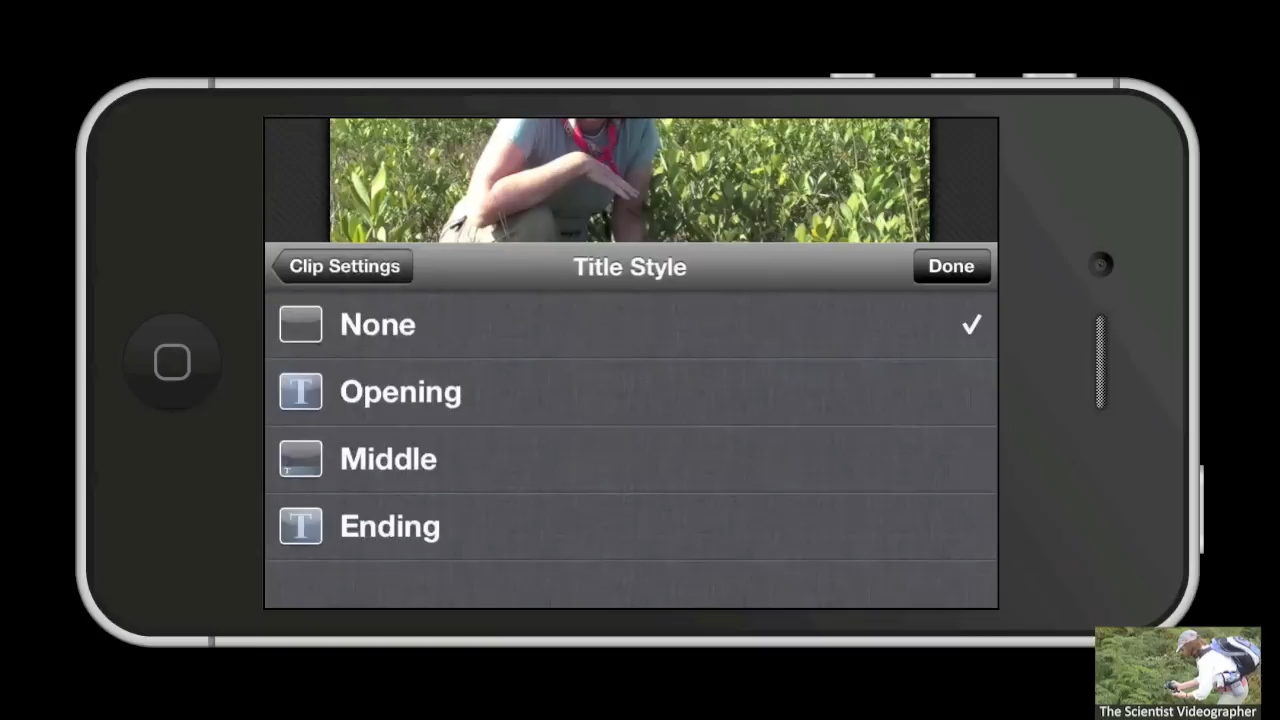 Clip Settings
Title Style
Done
None
T
Opening
T
Middle
T
Ending
The Scientist Videographer